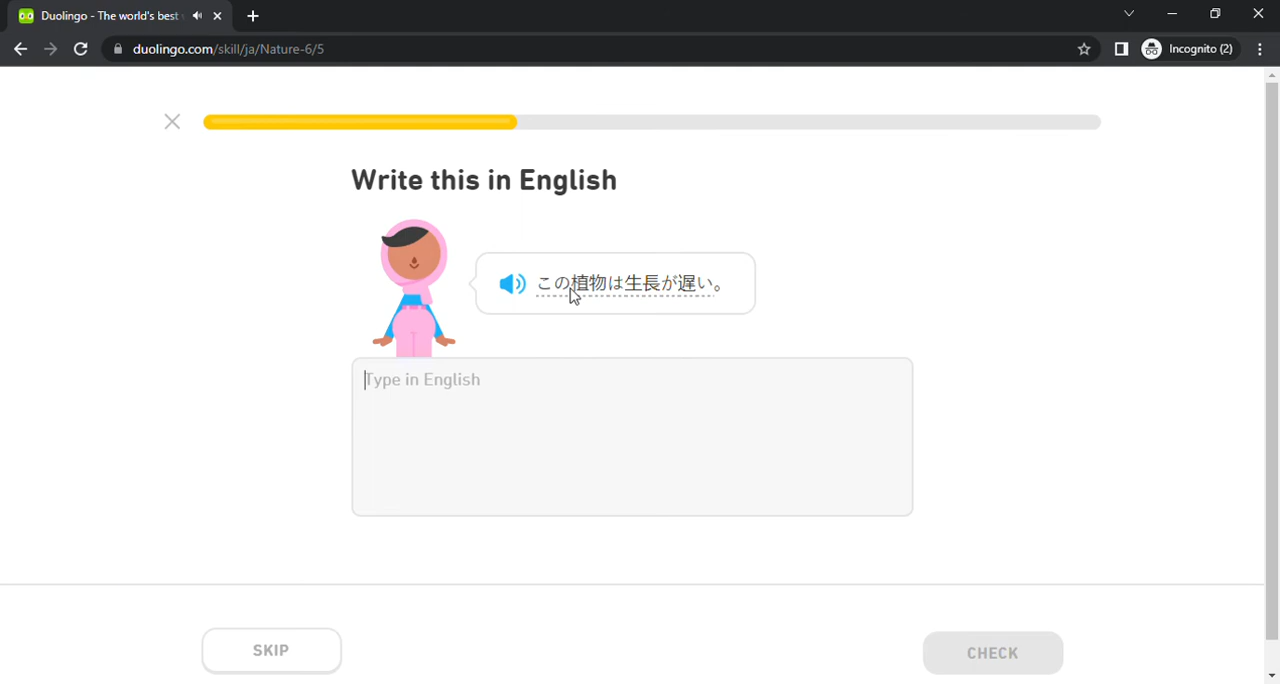 Duolingo - The world's best
duolingo.com/skill/ja/Nature-6/5
Incognito (2)
Write this in English
この植物は生長が遅い。
Type in English
SKIP
CHECK